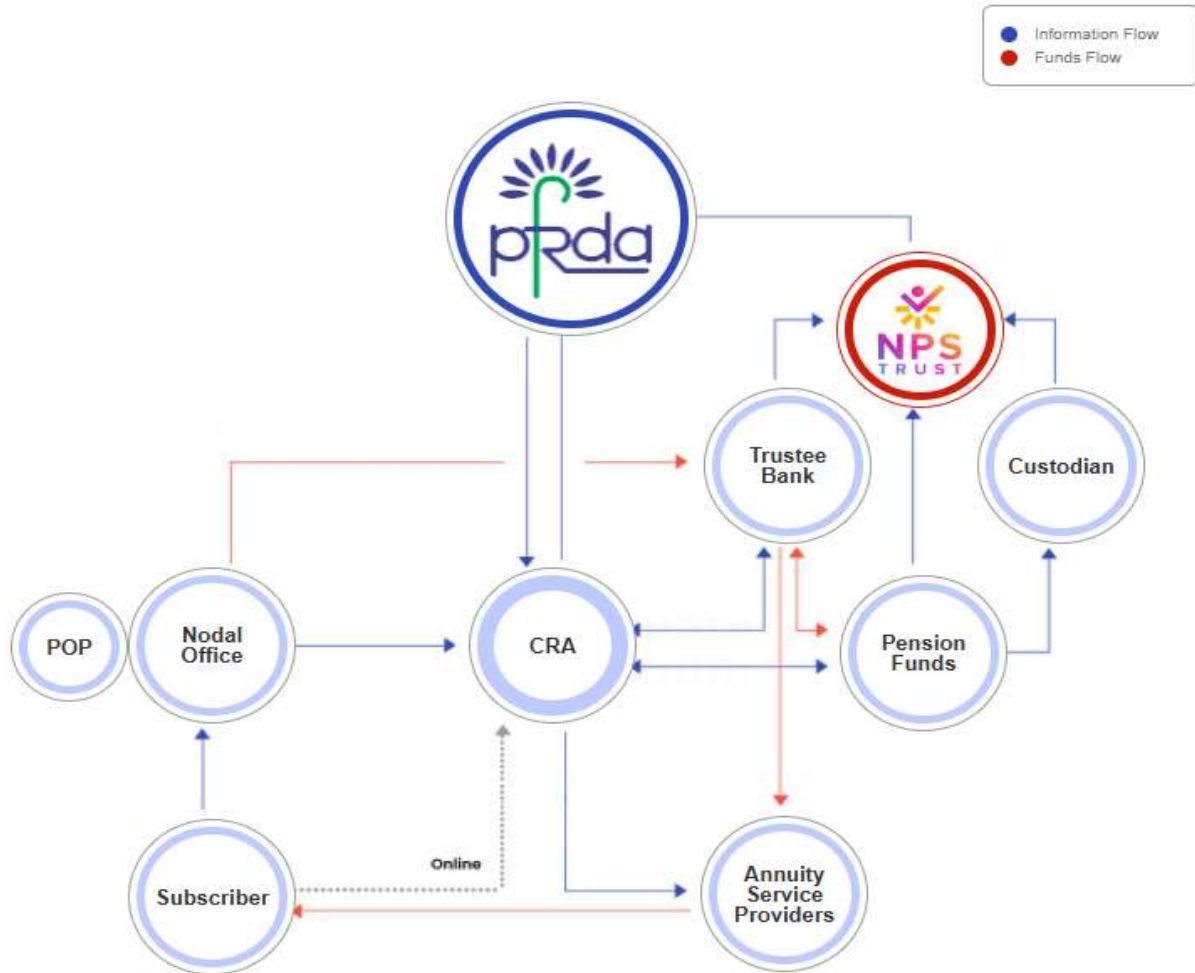 Information Flow
Funds Flow
pfrda
NPS
TRUST
Trustee
Bank
Custodian
POP
Nodal
Office
CRA
Pension
Funds
Online
Subscriber
Annuity
Service
Providers